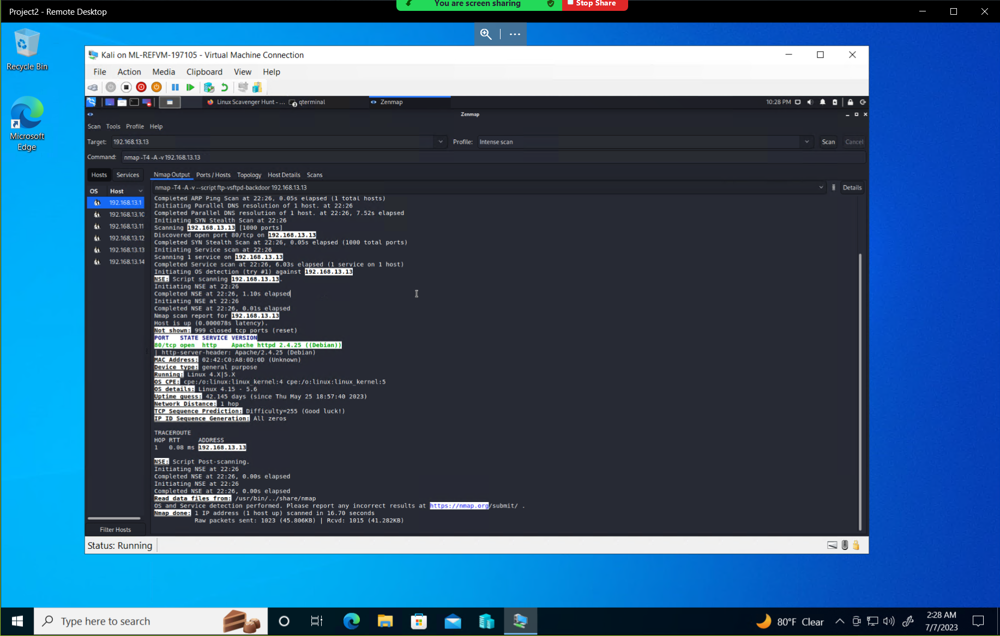 You are screen sharing
Stop Share
Project2 - Remote Desktop
Recycle Bin
Microsoft
Edge
Kali on ML-REFVM-197105 - Virtual Machine Connection
File Action Media Clipboard View Help
Linux Scavenger Hunt - ... qterminal Zenmap 10:28 PM
Zenmap
Scan Tools Profile Help
Target: 192.168.13.13 Profile: Intense scan Scan Cancel
Command: nmap -T4 -A -v 192.168.13.13
Hosts Services Nmap Output Ports / Hosts Topology Host Details Scans
OS Host
nmap -T4 -A -v --script ftp-vsftpd-backdoor 192.168.13.13 Details
192.168.13.1
192.168.13.10
192.168.13.11
192.168.13.12
192.168.13.13
192.168.13.14
Completed ARP Ping Scan at 22:26, 0.05s elapsed (1 total hosts)
Initiating Parallel DNS resolution of 1 host. at 22:26
Completed Parallel DNS resolution of 1 host. at 22:26, 7.52s elapsed
Initiating SYN Stealth Scan at 22:26
Scanning 192.168.13.13 [1000 ports]
Discovered open port 80/tcp on 192.168.13.13
Completed SYN Stealth Scan at 22:26, 0.05s elapsed (1000 total ports)
Initiating Service scan at 22:26
Scanning 1 service on 192.168.13.13
Completed Service scan at 22:26, 6.03s elapsed (1 service on 1 host)
Initiating OS detection (try #1) against 192.168.13.13
NSE: Script scanning 192.168.13.13.
Initiating NSE at 22:26
Completed NSE at 22:26, 1.10s elapsed
Initiating NSE at 22:26
Completed NSE at 22:26, 0.01s elapsed
Nmap scan report for 192.168.13.13
Host is up (0.000078s latency).
Not shown: 999 closed tcp ports (reset)
PORT STATE SERVICE VERSION
80/tcp open http Apache httpd 2.4.25 ((Debian))
| http-server-header: Apache/2.4.25 (Debian)
MAC Address: 02:42:C0:A8:0D:0D (Unknown)
Device type: general purpose
Running: Linux 4.X|5.X
OS CPE: cpe:/o:linux:linux_kernel:4 cpe:/o:linux:linux_kernel:5
OS details: Linux 4.15 - 5.6
Uptime guess: 42.145 days (since Thu May 25 18:57:40 2023)
Network Distance: 1 hop
TCP Sequence Prediction: Difficulty=255 (Good luck!)
IP ID Sequence Generation: All zeros
TRACEROUTE
HOP RTT ADDRESS
1 0.08 ms 192.168.13.13
NSE: Script Post-scanning.
Initiating NSE at 22:26
Completed NSE at 22:26, 0.00s elapsed
Initiating NSE at 22:26
Completed NSE at 22:26, 0.00s elapsed
Read data files from: /usr/bin/../share/nmap
OS and Service detection performed. Please report any incorrect results at https://nmap.org/submit/ .
Nmap done: 1 IP address (1 host up) scanned in 16.70 seconds
Raw packets sent: 1023 (45.806KB) | Rcvd: 1015 (41.282KB)
Filter Hosts
Status: Running
Type here to search
80°F Clear
2:28 AM
7/7/2023